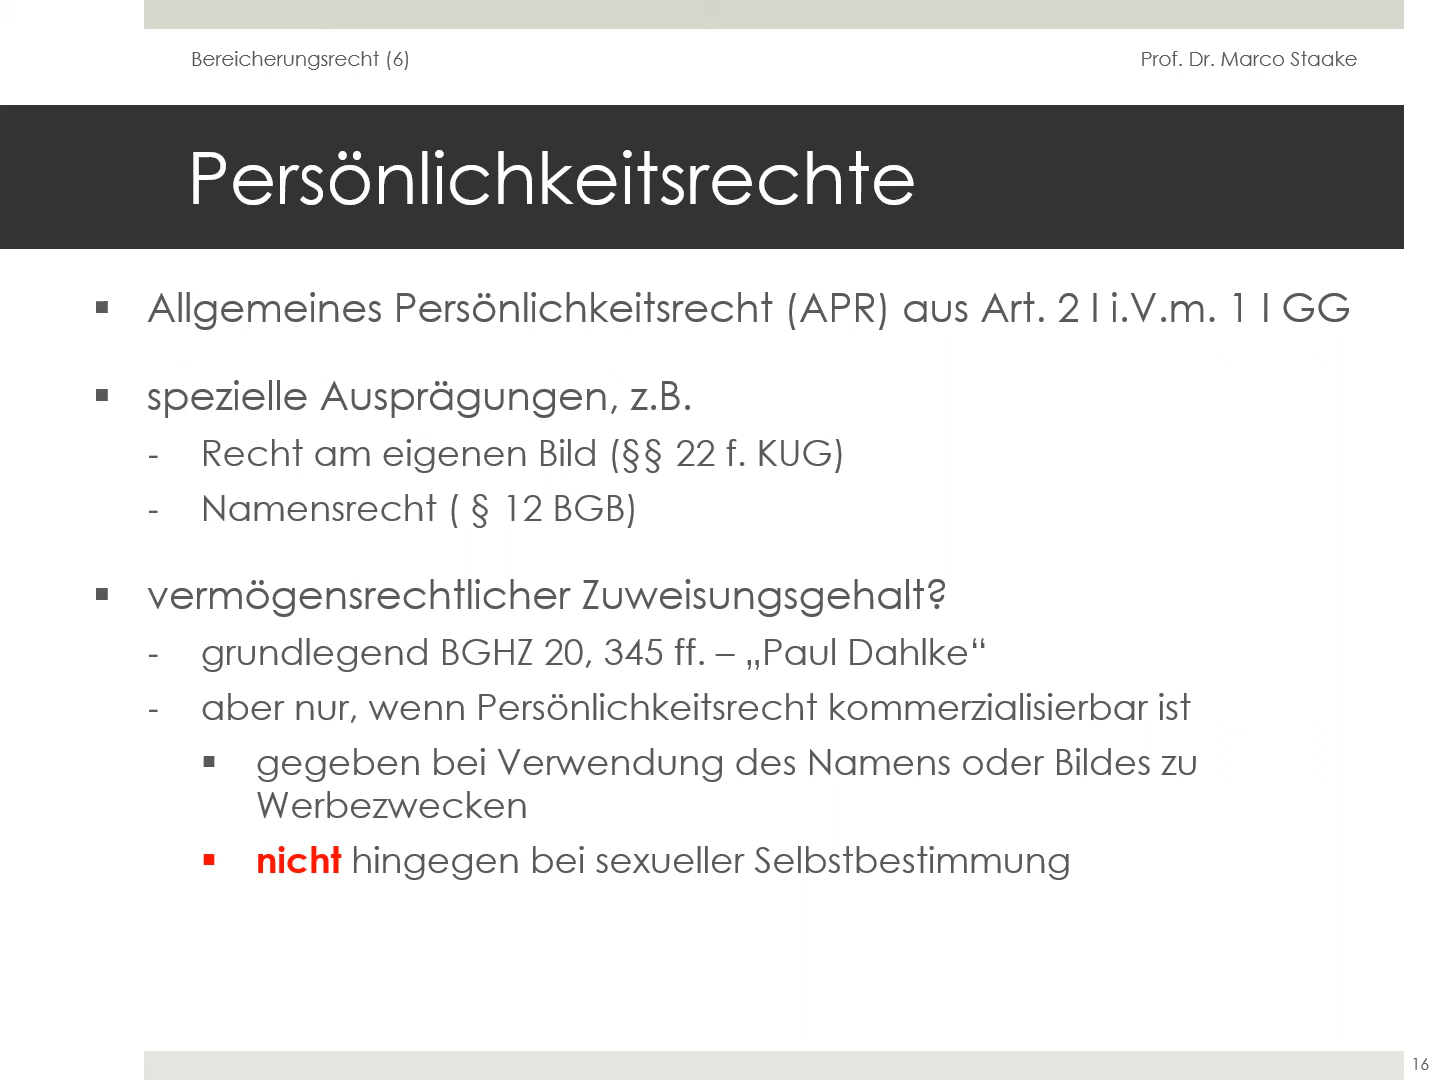 Bereicherungsrecht (6)
Prof. Dr. Marco Staake
Persönlichkeitsrechte
▪ Allgemeines Persönlichkeitsrecht (APR) aus Art. 2 I i.V.m. 1 I GG
▪ spezielle Ausprägungen, z.B.
- Recht am eigenen Bild (§§ 22 f. KUG)
- Namensrecht ( § 12 BGB)
▪ vermögensrechtlicher Zuweisungsgehalt?
- grundlegend BGHZ 20, 345 ff. – „Paul Dahlke“
- aber nur, wenn Persönlichkeitsrecht kommerzialisierbar ist
▪ gegeben bei Verwendung des Namens oder Bildes zu
Werbezwecken
▪ nicht hingegen bei sexueller Selbstbestimmung
16